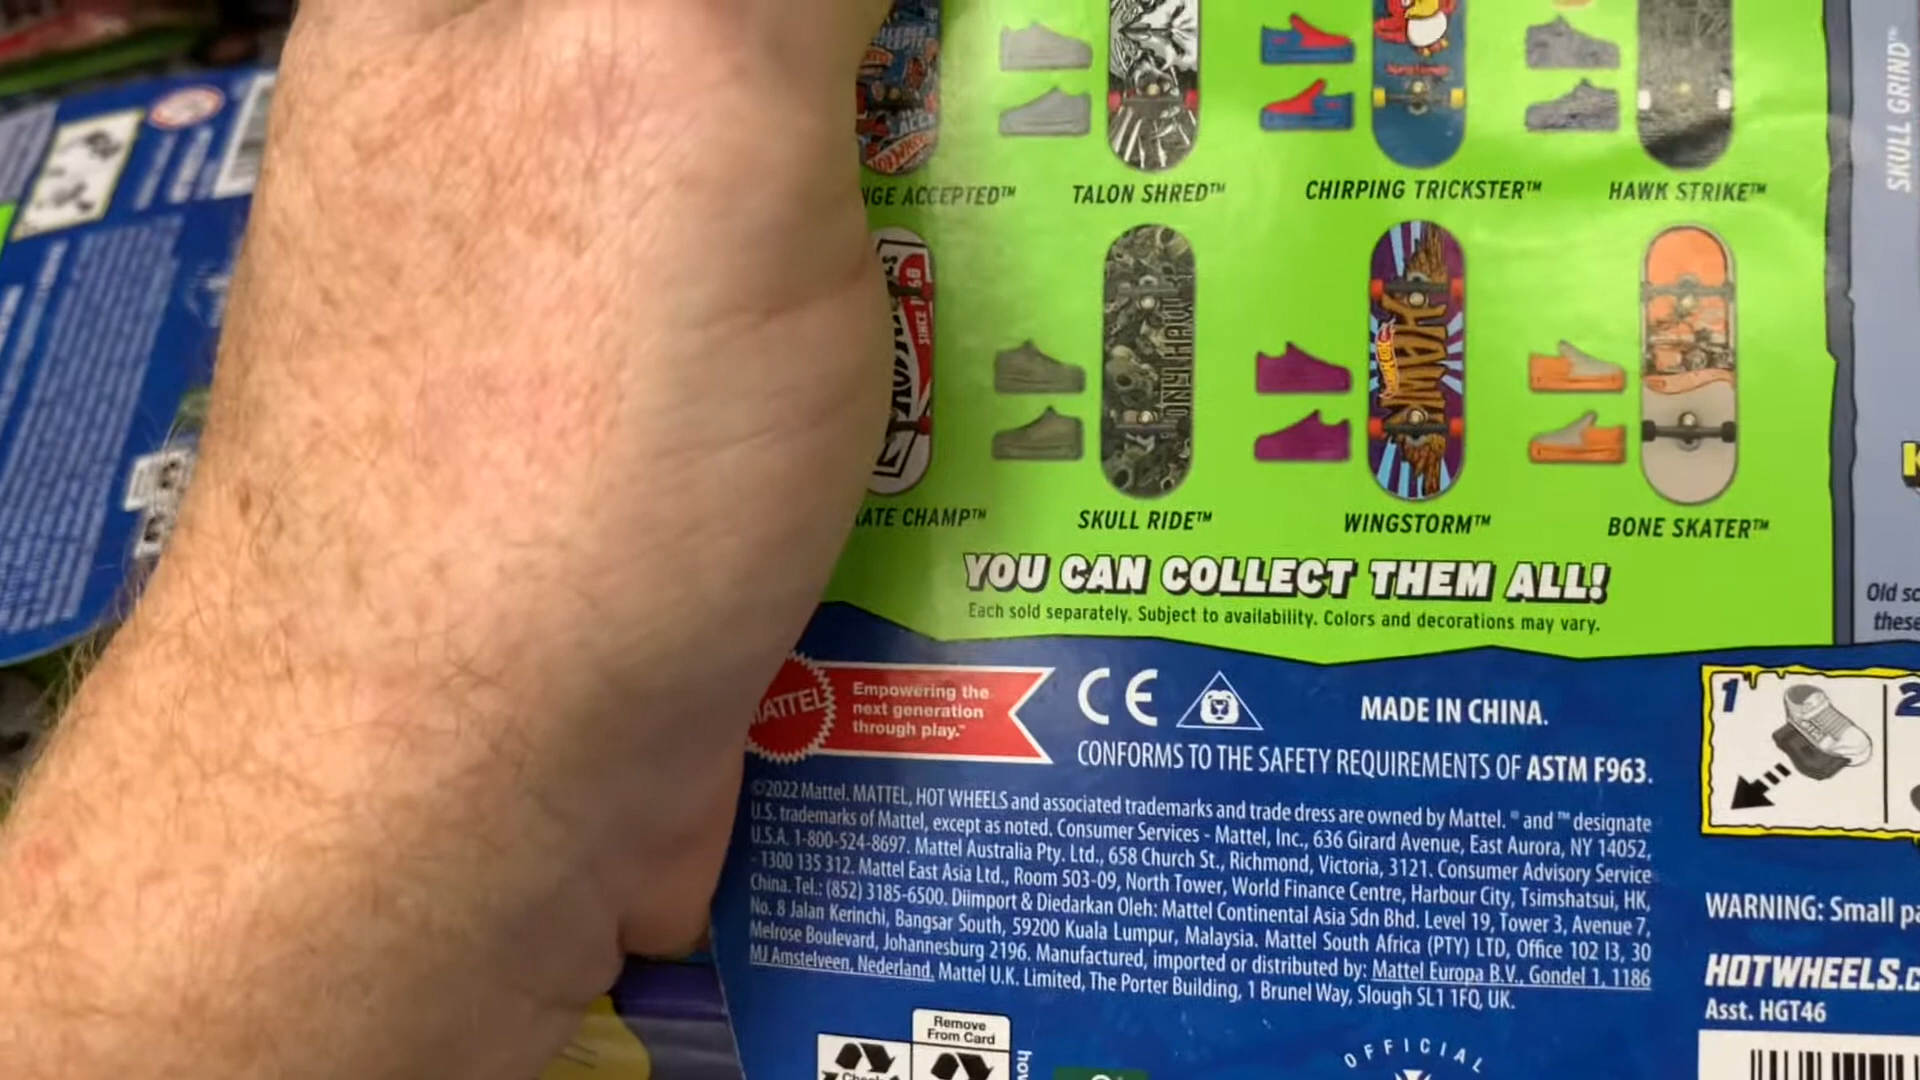 NGE ACCEPTED™
TALON SHRED™
CHIRPING TRICKSTER™
HAWK STRIKE™
SKULL GRIND™
SINCE 1968
TONY HAWK
HAWK
ATE CHAMP™
SKULL RIDE™
WINGSTORM™
BONE SKATER™
YOU CAN COLLECT THEM ALL!
Each sold separately. Subject to availability. Colors and decorations may vary.
Old sc
these
MATTEL
Empowering the
next generation
through play.™
CE
MADE IN CHINA.
CONFORMS TO THE SAFETY REQUIREMENTS OF ASTM F963.
1
2
©2022 Mattel. MATTEL, HOT WHEELS and associated trademarks and trade dress are owned by Mattel. ® and ™ designate
U.S. trademarks of Mattel, except as noted. Consumer Services - Mattel, Inc., 636 Girard Avenue, East Aurora, NY 14052,
U.S.A. 1-800-524-8697. Mattel Australia Pty. Ltd., 658 Church St., Richmond, Victoria, 3121. Consumer Advisory Service
- 1300 135 312. Mattel East Asia Ltd., Room 503-09, North Tower, World Finance Centre, Harbour City, Tsimshatsui, HK,
China. Tel.: (852) 3185-6500. Diimport & Diedarkan Oleh: Mattel Continental Asia Sdn Bhd. Level 19, Tower 3, Avenue 7,
No. 8 Jalan Kerinchi, Bangsar South, 59200 Kuala Lumpur, Malaysia. Mattel South Africa (PTY) LTD, Office 102 I3, 30
Melrose Boulevard, Johannesburg 2196. Manufactured, imported or distributed by: Mattel Europa B.V., Gondel 1, 1186
MJ Amstelveen, Nederland. Mattel U.K. Limited, The Porter Building, 1 Brunel Way, Slough SL1 1FQ, UK.
WARNING: Small pa
HOTWHEELS.c
Asst. HGT46
Remove
From Card
Check
how
OFFICIAL